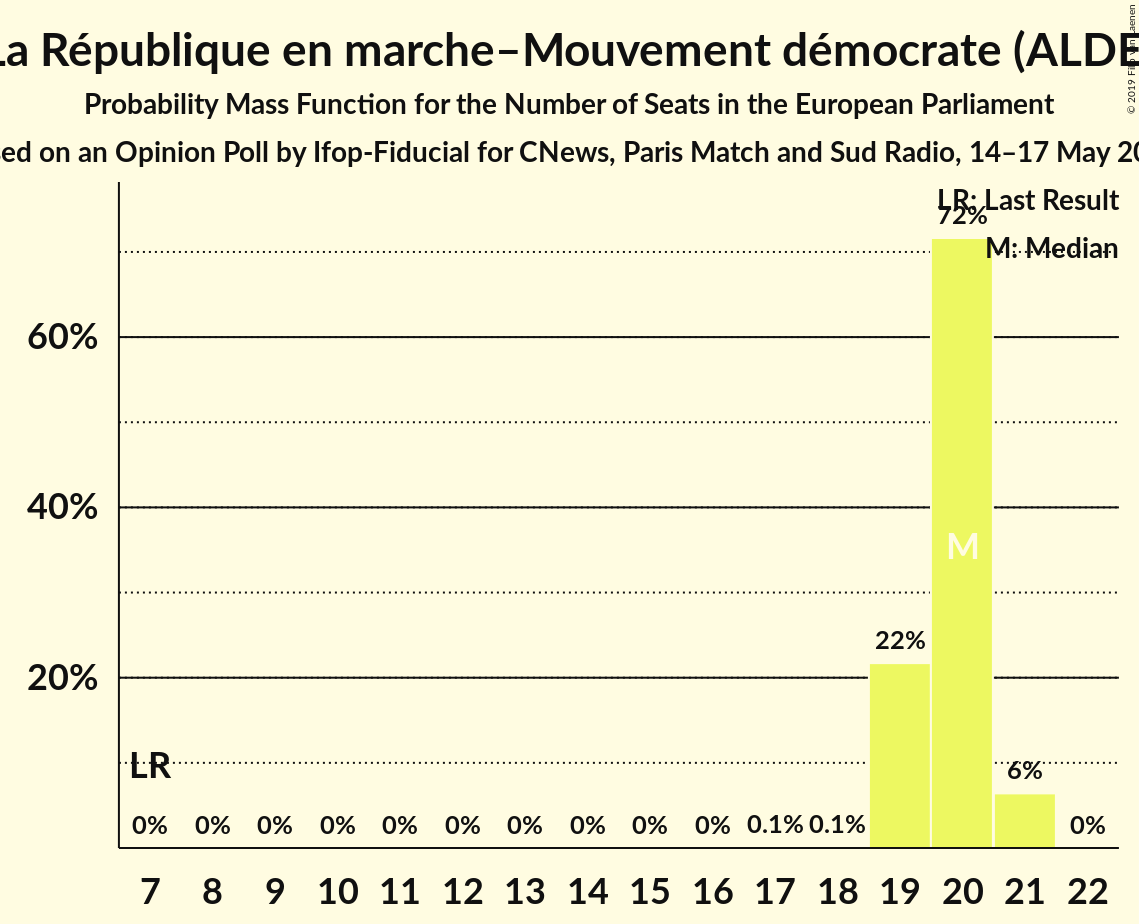 La République en marche–Mouvement démocrate (ALDE
Probability Mass Function for the Number of Seats in the European Parliament
on an Opinion Poll by Ifop-Fiducial for CNews, Paris Match and Sud Radio, 14–17 May
© 2019
LR: Last Result
72%
M: Median
60%
40%
M
22%
20%
LR
6%
0% 0% 0% 0% 0% 0% 0% 0% 0% 0% 0.1% 0.1% 0%
7 8 9 10 11 12 13 14 15 16 17 18 19 20 21 22